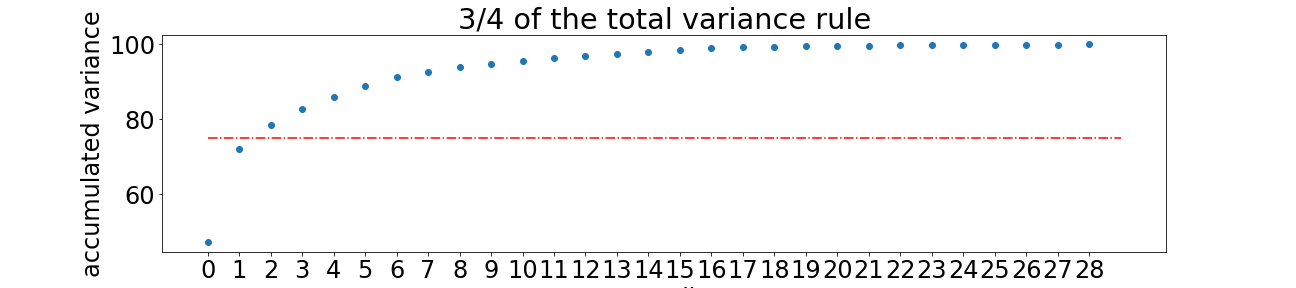 3/4 of the total variance rule
accumulated variance
100
80
60
0 1 2 3 4 5 6 7 8 9 10 11 12 13 14 15 16 17 18 19 20 21 22 23 24 25 26 27 28